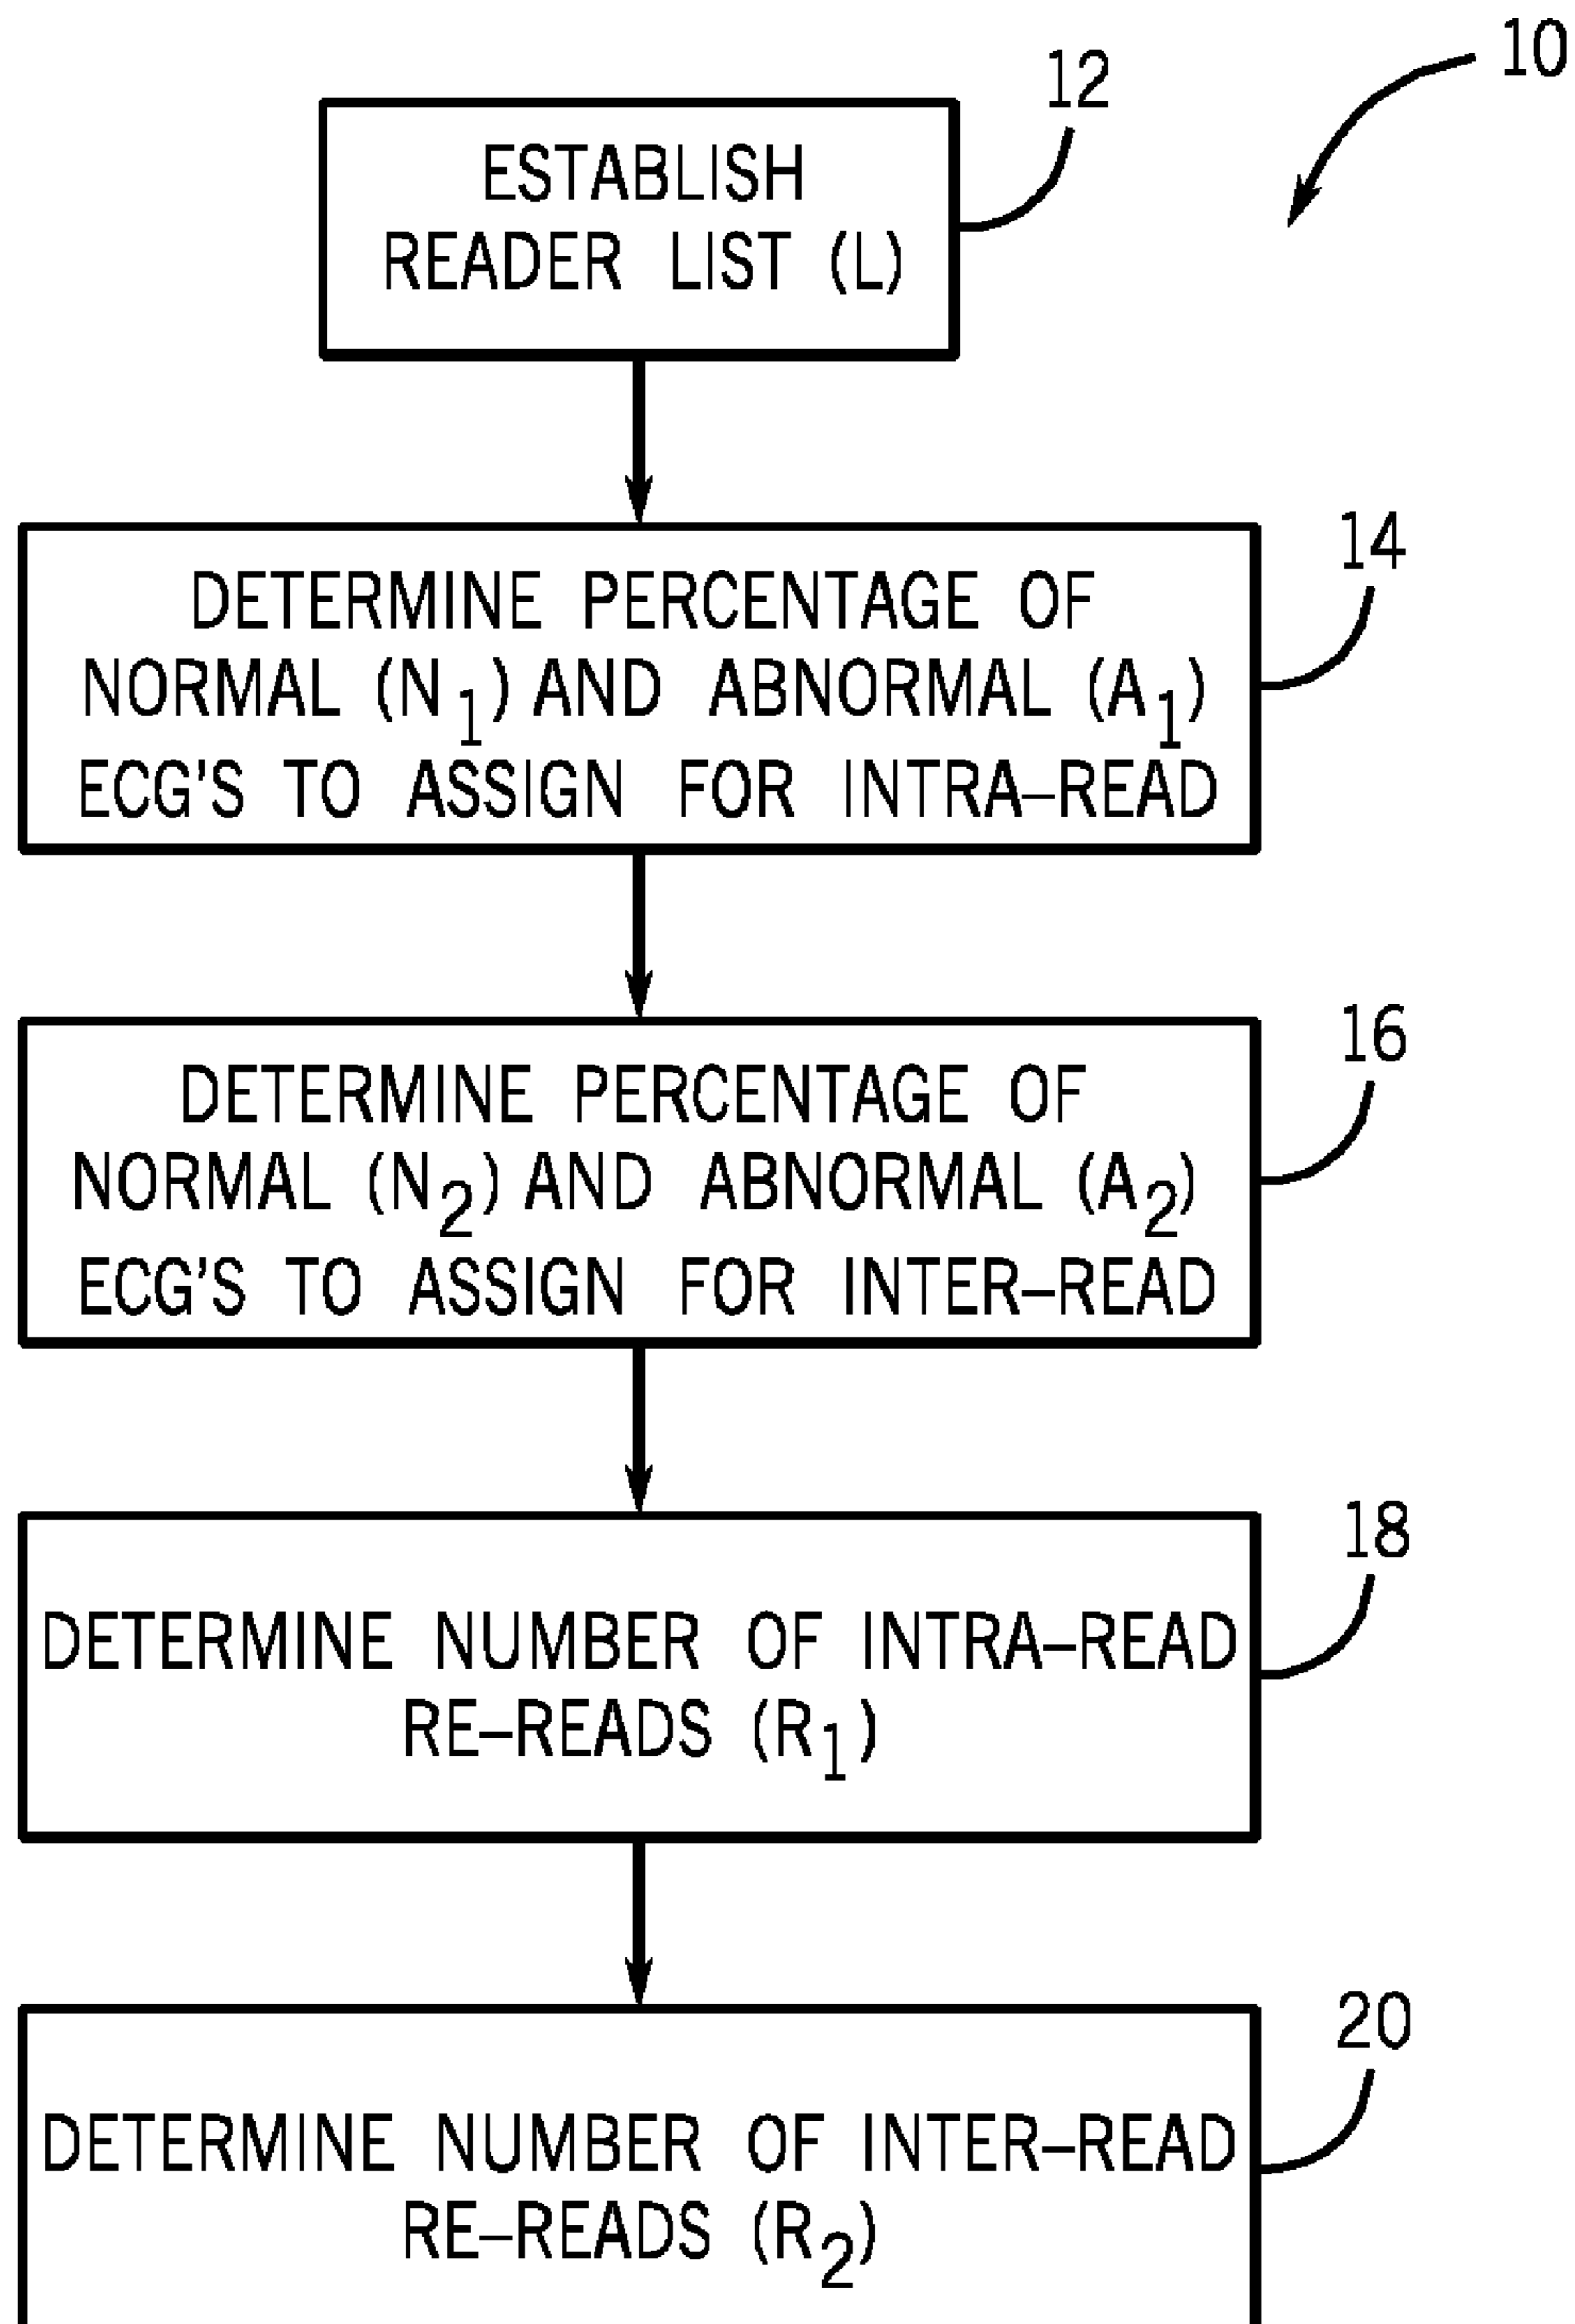 10
12
ESTABLISH
READER LIST (L)
14
DETERMINE PERCENTAGE OF
NORMAL (N1) AND ABNORMAL (A1)
ECG'S TO ASSIGN FOR INTRA–READ
16
DETERMINE PERCENTAGE OF
NORMAL (N2) AND ABNORMAL (A2)
ECG'S TO ASSIGN FOR INTER–READ
18
DETERMINE NUMBER OF INTRA–READ
RE–READS (R1)
20
DETERMINE NUMBER OF INTER–READ
RE–READS (R2)